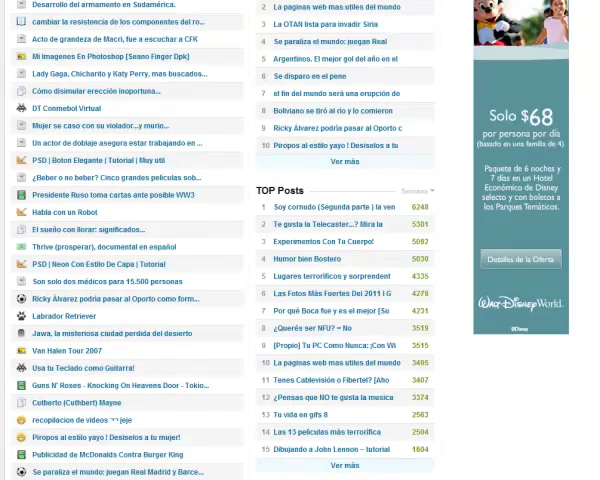 Desarrollo del armamento en Sudamérica.
cambiar la resistencia de los componentes del ro...
Acto de grandeza de Macri, fue a escuchar a CFK
Mi Imagenes En Photoshop [Seano Finger Dpk]
Lady Gaga, Chicharito y Katy Perry, mas buscados...
Cómo disimular erección inoportuna...
DT Conmebol Virtual
Mujer se caso con su violador...y murio...
Un actor de doblaje asegura estar trabajando en ...
PSD | Boton Elegante | Tutorial | Muy util
¿Bebo o no bebe? Cinco grandes películas sob...
Presidente Ruso toma cartas ante posible WW3
Habla con un Robot
El sueño con llorar: significados...
Thrive (prosperar), documental en español
PSD | Neon Con Estilo De Capa | Tutorial
Son solo dos médicos para 15.500 personas
Ricky Álvarez podría pasar al Oporto como form...
Labrador Retriever
Jawa, la misteriosa ciudad perdida del desierto
Van Halen Tour 2007
Usa tu Teclado como Guitarra!
Guns N' Roses - Knocking On Heavens Door - Tokio...
Cutberto (Cuthbert) Mayne
recopilacion de videos jeje
Piropos al estilo yayo ! Desiselos a tu mujer!
Publicidad de McDonalds Contra Burger King
Se paraliza el mundo: juegan Real Madrid y Barce...
2 La paginas web mas utiles del mundo
3 La OTAN lista para invadir Siria
4 Se paraliza el mundo: juegan Real
5 Argentinos. El mejor gol del año en el
6 Se disparo en el pene
7 el fin del mundo será una erupción de
8 Boliviano se tiró al río y lo comieron
9 Ricky Álvarez podría pasar al Oporto c
10 Piropos al estilo yayo ! Desiselos a tu
Ver más
TOP Posts Semana
1 Soy cornudo (Segunda parte ) la ven 6248
2 Te gusta la Telecaster...? Mira la 5301
3 Experimentos Con Tu Cuerpo! 5092
4 Humor bien Bostero 5030
5 Lugares terroríficos y sorprendent 4335
6 Las Fotos Más Fuertes Del 2011 I G 4279
7 Por qué Boca fue y es el mejor [Su 4231
8 ¿Querés ser NFU? – No 3519
9 [Propio] Tu PC Como Nunca: ¡Con Wi 3515
10 La paginas web mas utiles del mundo 3495
11 Tenes Cablevisión o Fibertel? [Aho 3407
12 ¿Pensas que NO te gusta la musica 3374
13 Tu vida en gifs 8 2563
14 Las 13 películas más terrorífica 2504
15 Dibujando a John Lennon – tutorial 1604
Ver más
Solo $68
por persona por día
(basado en una familia de 4)
Paquete de 6 noches y
7 días en un Hotel
Económico de Disney
selecto y con boletos a
los Parques Temáticos.
Detalles de la Oferta
Walt Disney World.
©Disney